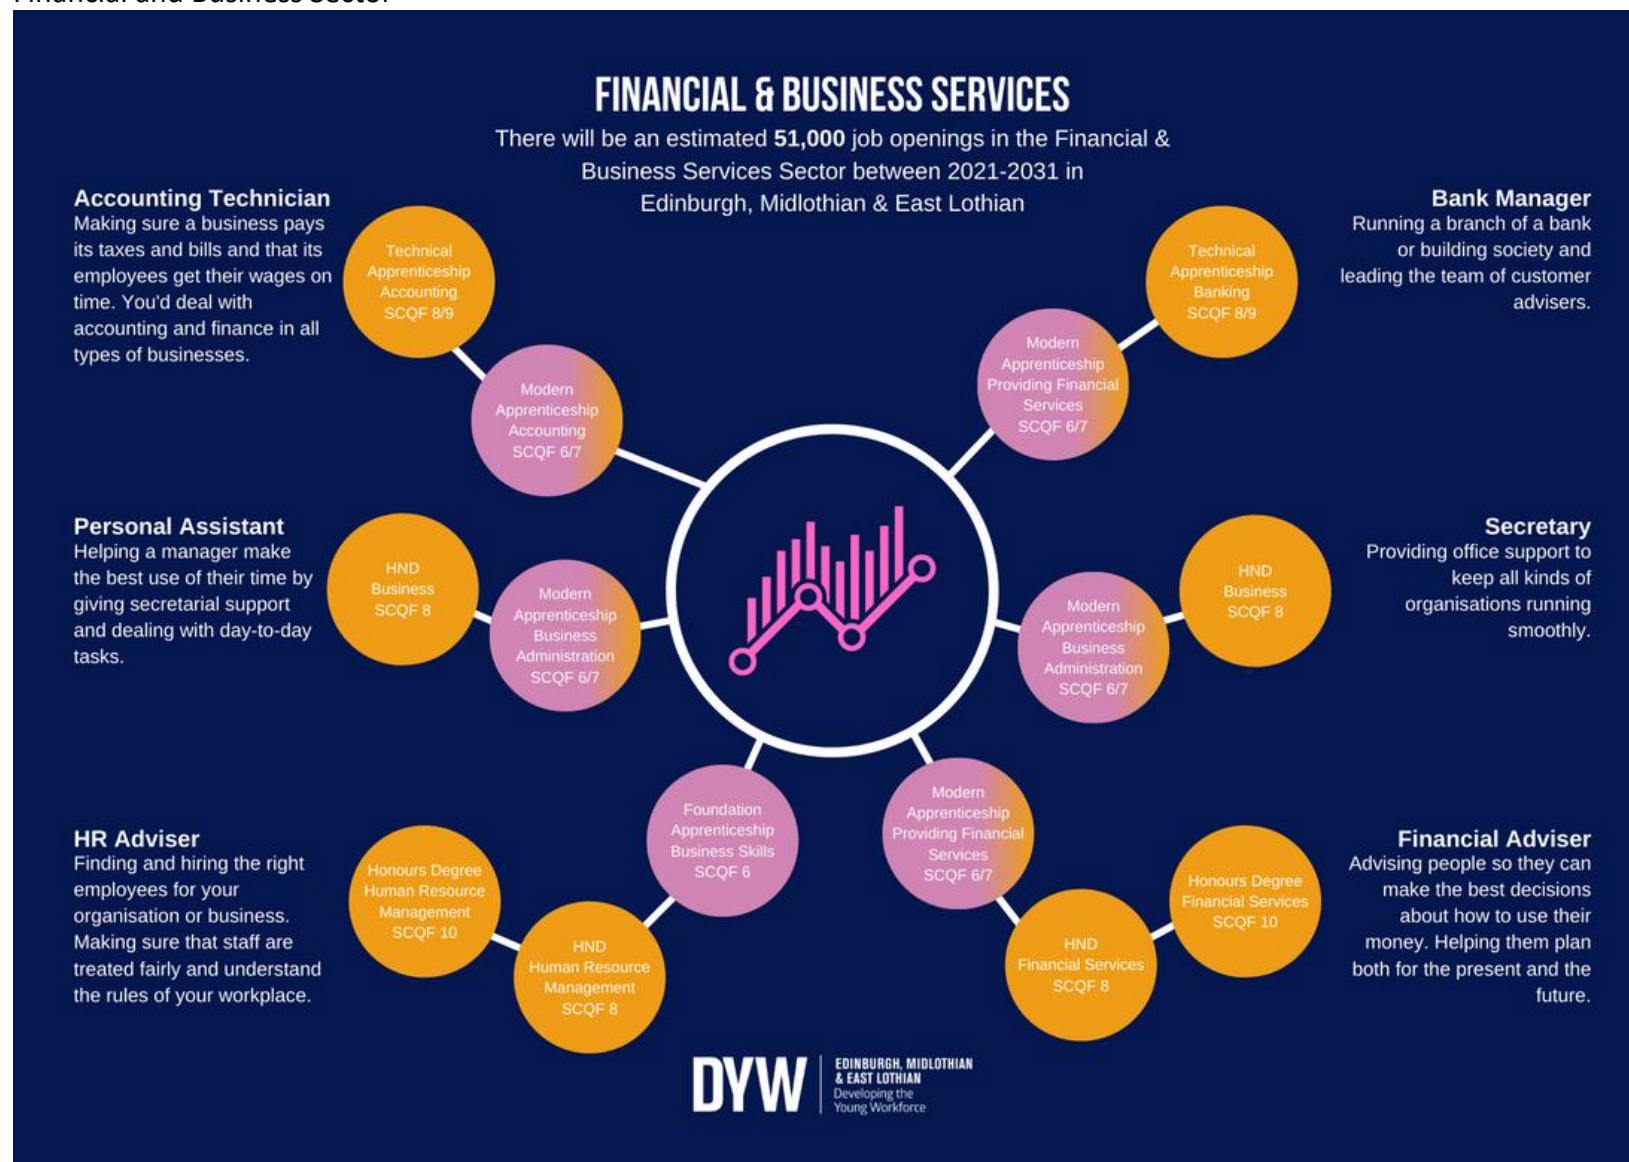 Financial and Business Sector
FINANCIAL & BUSINESS SERVICES
There will be an estimated 51,000 job openings in the Financial &
Business Services Sector between 2021-2031 in
Edinburgh, Midlothian & East Lothian
Accounting Technician
Making sure a business pays
its taxes and bills and that its
employees get their wages on
time. You'd deal with
accounting and finance in all
types of businesses.
Technical
Apprenticeship
Accounting
SCQF 8/9
Modern
Apprenticeship
Accounting
SCQF 6/7
Modern
Apprenticeship
Providing Financial
Services
SCQF 6/7
Technical
Apprenticeship
Banking
SCQF 8/9
Bank Manager
Running a branch of a bank
or building society and
leading the team of customer
advisers.
Personal Assistant
Helping a manager make
the best use of their time by
giving secretarial support
and dealing with day-to-day
tasks.
HND
Business
SCQF 8
Modern
Apprenticeship
Business
Administration
SCQF 6/7
Modern
Apprenticeship
Business
Administration
SCQF 6/7
HND
Business
SCQF 8
Secretary
Providing office support to
keep all kinds of
organisations running
smoothly.
HR Adviser
Finding and hiring the right
employees for your
organisation or business.
Making sure that staff are
treated fairly and understand
the rules of your workplace.
Honours Degree
Human Resource
Management
SCQF 10
HND
Human Resource
Management
SCQF 8
Foundation
Apprenticeship
Business Skills
SCQF 6
Modern
Apprenticeship
Providing Financial
Services
SCQF 6/7
HND
Financial Services
SCQF 8
Honours Degree
Financial Services
SCQF 10
Financial Adviser
Advising people so they can
make the best decisions
about how to use their
money. Helping them plan
both for the present and the
future.
DYW
EDINBURGH, MIDLOTHIAN
& EAST LOTHIAN
Developing the
Young Workforce